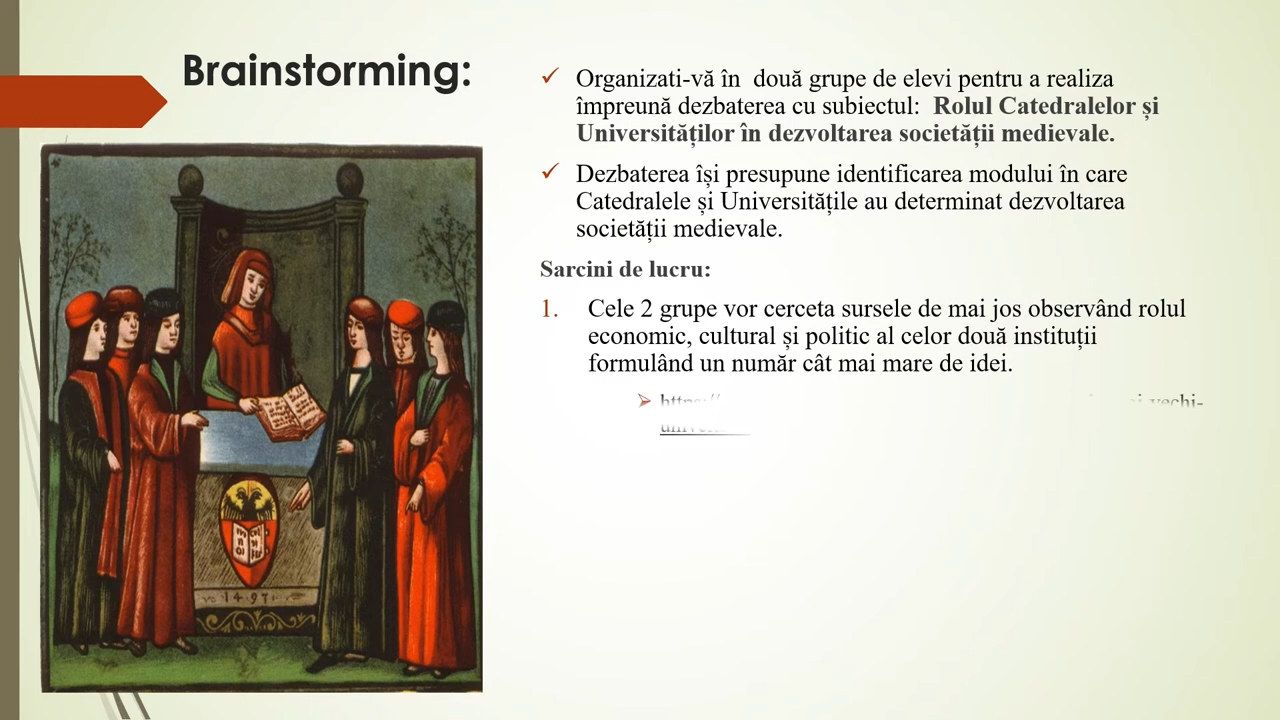 Brainstorming:
Organizati-vă în două grupe de elevi pentru a realiza
împreună dezbaterea cu subiectul: Rolul Catedralelor și
Universităților în dezvoltarea societății medievale.
Dezbaterea își presupune identificarea modului în care
Catedralele și Universitățile au determinat dezvoltarea
societății medievale.
Sarcini de lucru:
1. Cele 2 grupe vor cerceta sursele de mai jos observând rolul
economic, cultural și politic al celor două instituții
formulând un număr cât mai mare de idei.
vechi-
1497